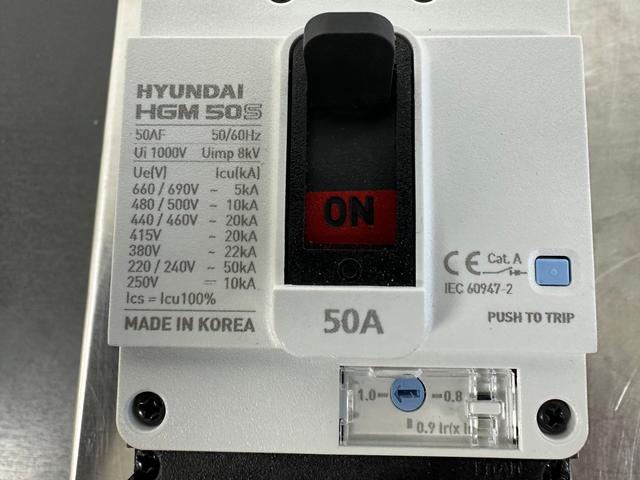 HYUNDAI
HGM 50S
50AF 50/60Hz
Ui 1000V Uimp 8kV
Ue(V) Icu(kA)
660 / 690V ~ 5kA
480 / 500V ~ 10kA
440 / 460V ~ 20kA
415V ~ 20kA
380V ~ 22kA
220 / 240V ~ 50kA
250V ⎓ 10kA
Ics = Icu100%
MADE IN KOREA
ON
50A
CE Cat. A
IEC 60947-2
PUSH TO TRIP
1.0 0.8
0.9 Ir(x